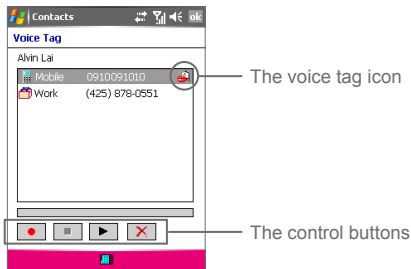 Contacts ok
Voice Tag
Alvin Lai
Mobile 0910091010
Work (425) 878-0551
The voice tag icon
The control buttons